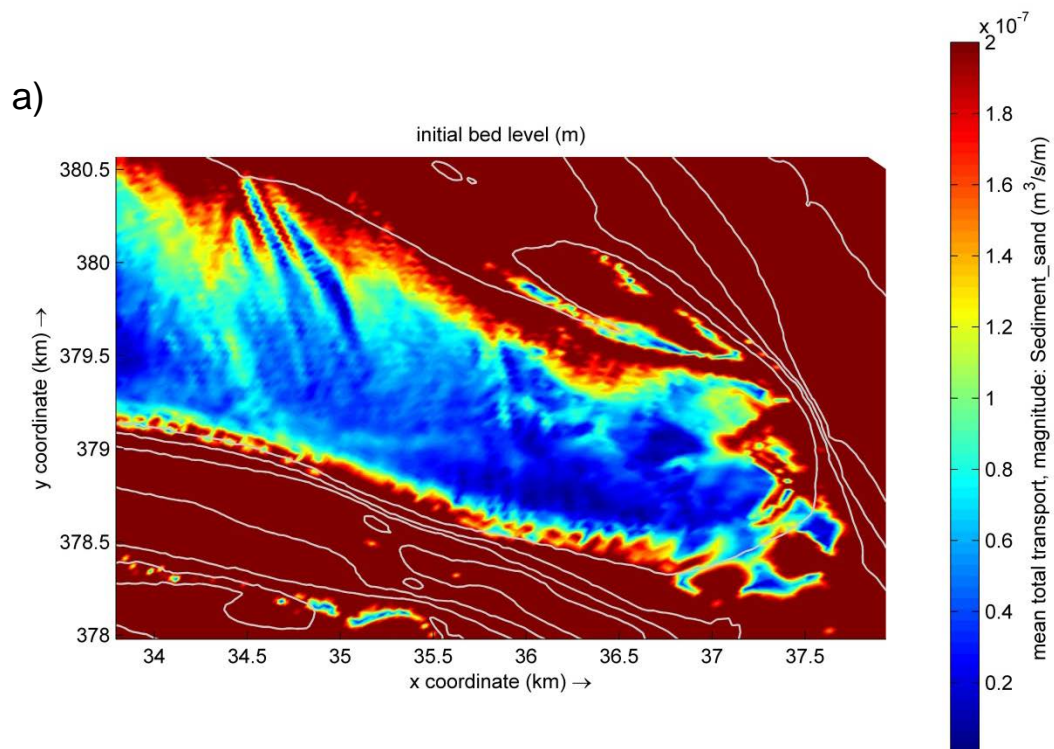 x 10^-7
a)
initial bed level (m)
2
1.8
1.6
1.4
1.2
1
0.8
0.6
0.4
0.2
mean total transport, magnitude: Sediment_sand (m³/s/m)
380.5
380
379.5
379
378.5
378
y coordinate (km) →
34 34.5 35 35.5 36 36.5 37 37.5
x coordinate (km) →